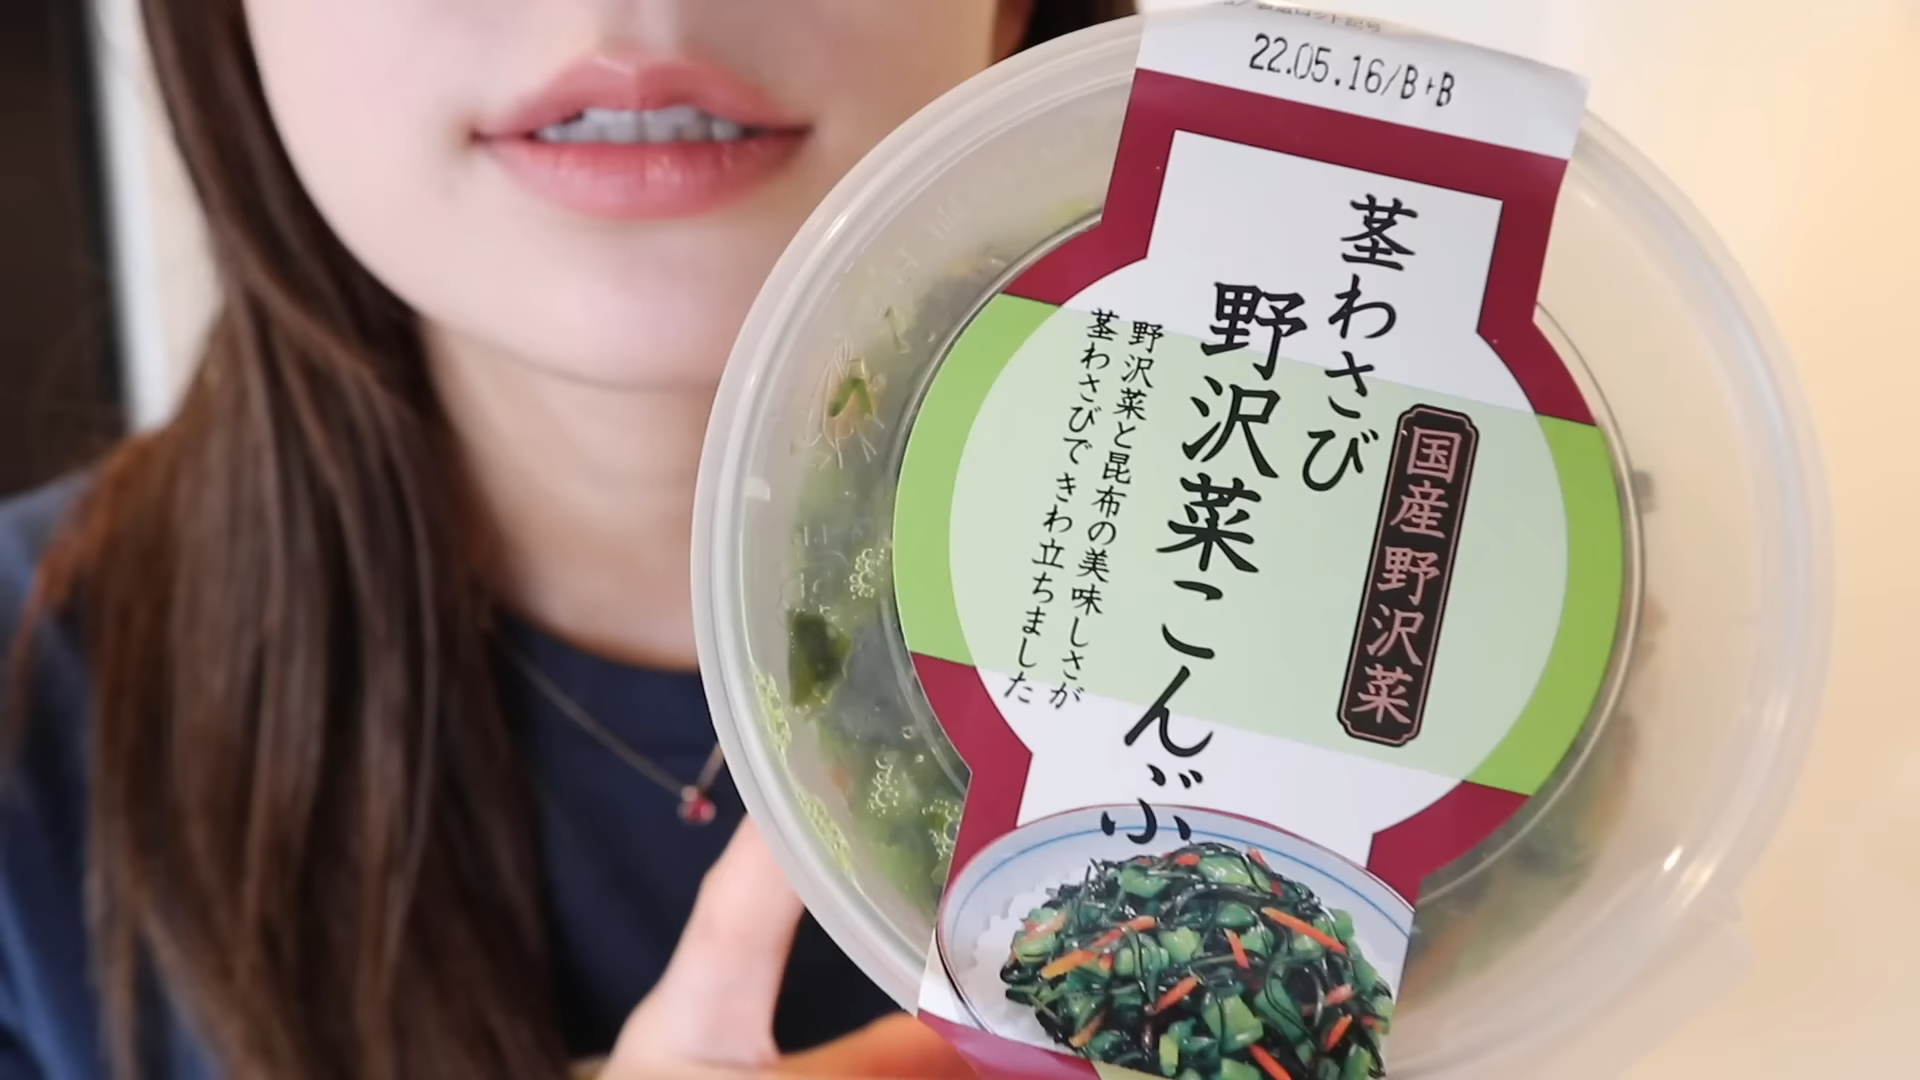 22.05.16/B+B
国産野沢菜
茎わさび
野沢菜こんぶ
野沢菜と昆布の美味しさが
茎わさびできわ立ちました